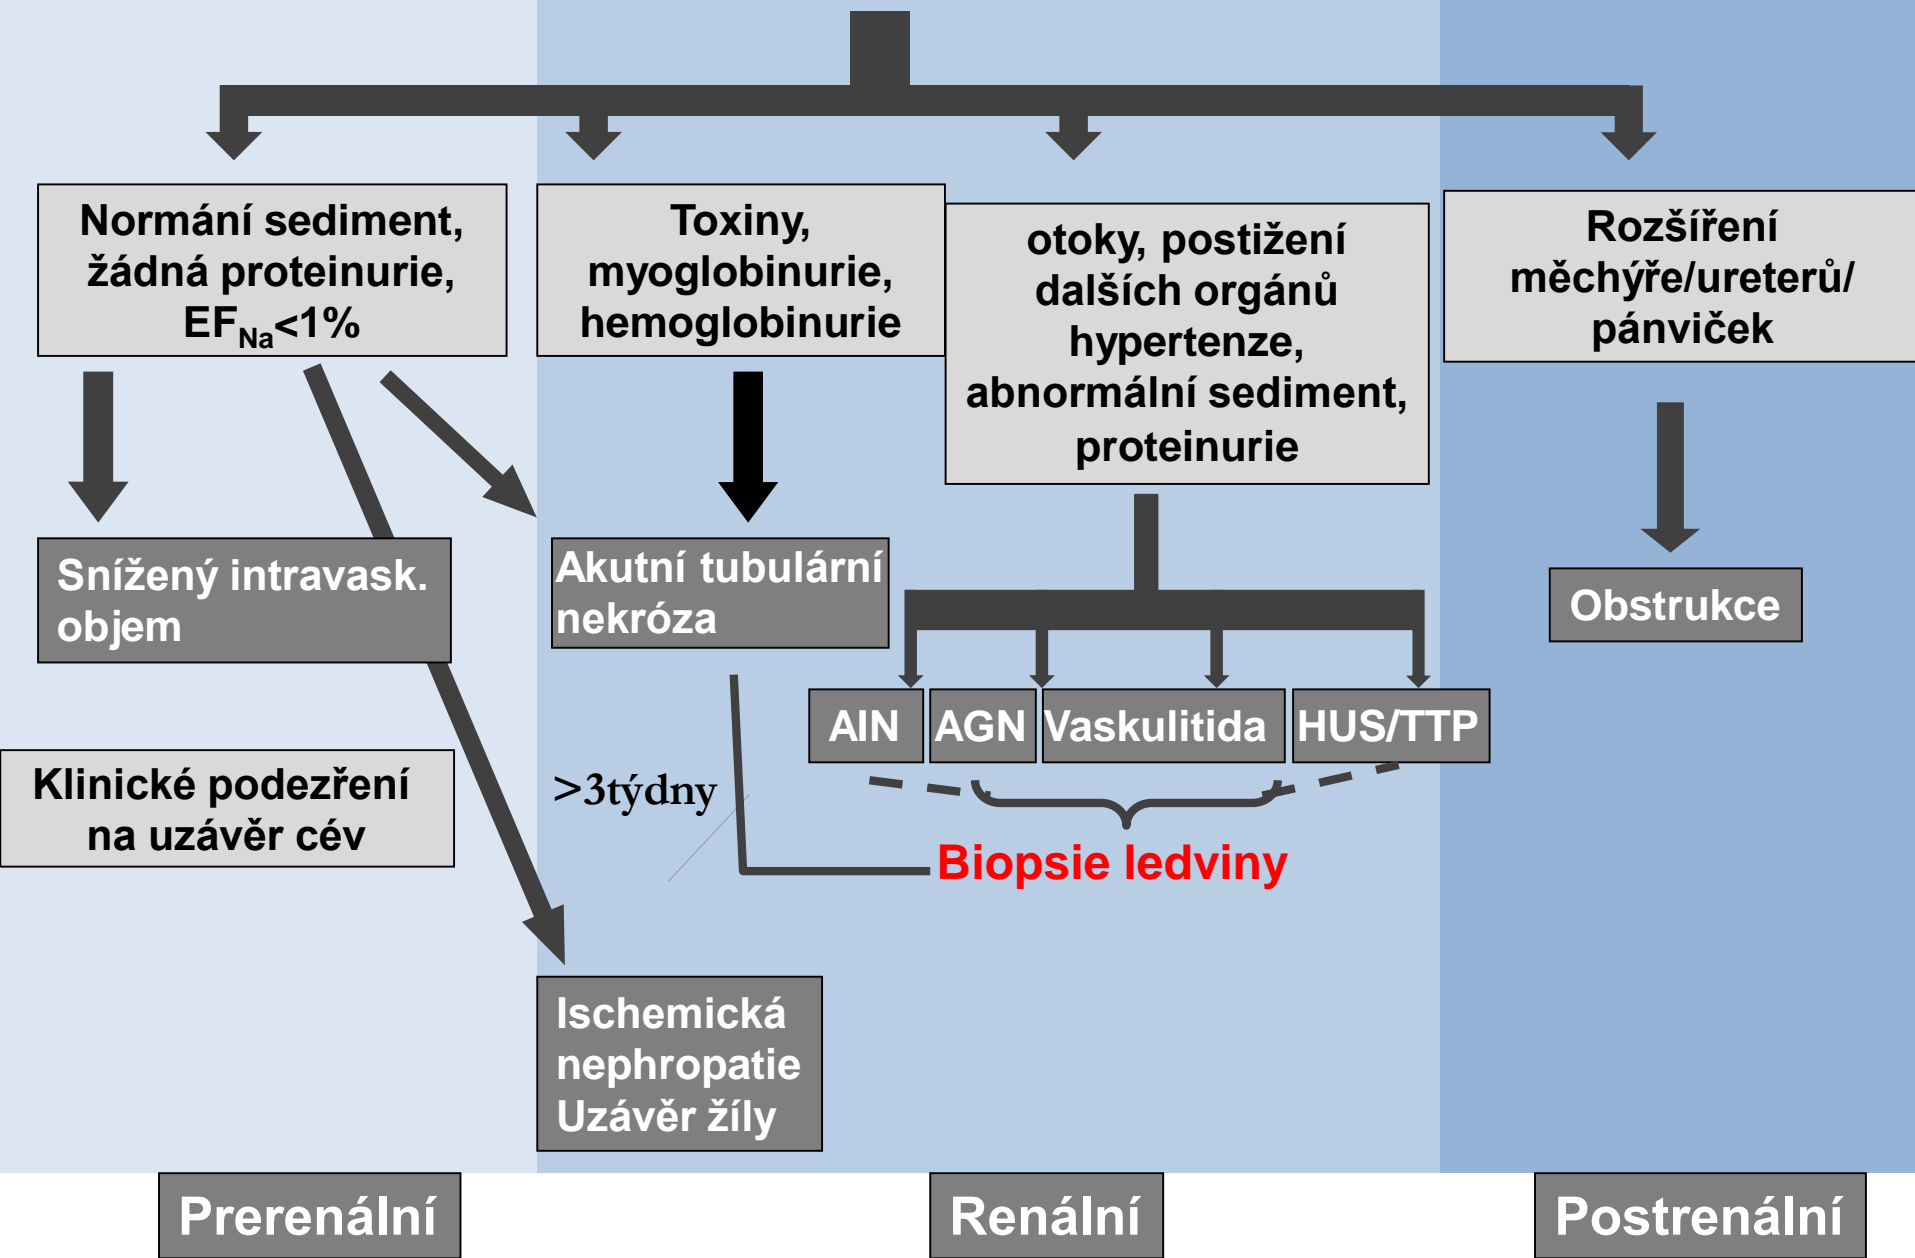 Normání sediment,
žádná proteinurie,
EFNa<1%
Toxiny,
myoglobinurie,
hemoglobinurie
otoky, postižení
dalších orgánů
hypertenze,
abnormální sediment,
proteinurie
Rozšíření
měchýře/ureterů/
pánviček
Snížený intravask.
objem
Akutní tubulární
nekróza
Obstrukce
AIN
AGN
Vaskulitida
HUS/TTP
Klinické podezření
na uzávěr cév
>3týdny
Biopsie ledviny
Ischemická
nephropatie
Uzávěr žíly
Prerenální
Renální
Postrenální